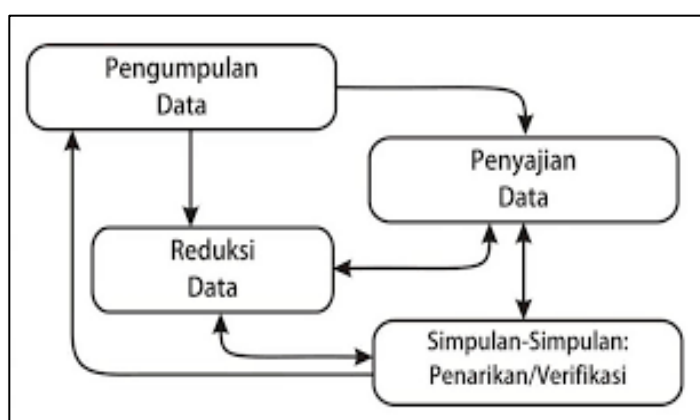 Pengumpulan
Data
Penyajian
Data
Reduksi
Data
Simpulan-Simpulan:
Penarikan/Verifikasi